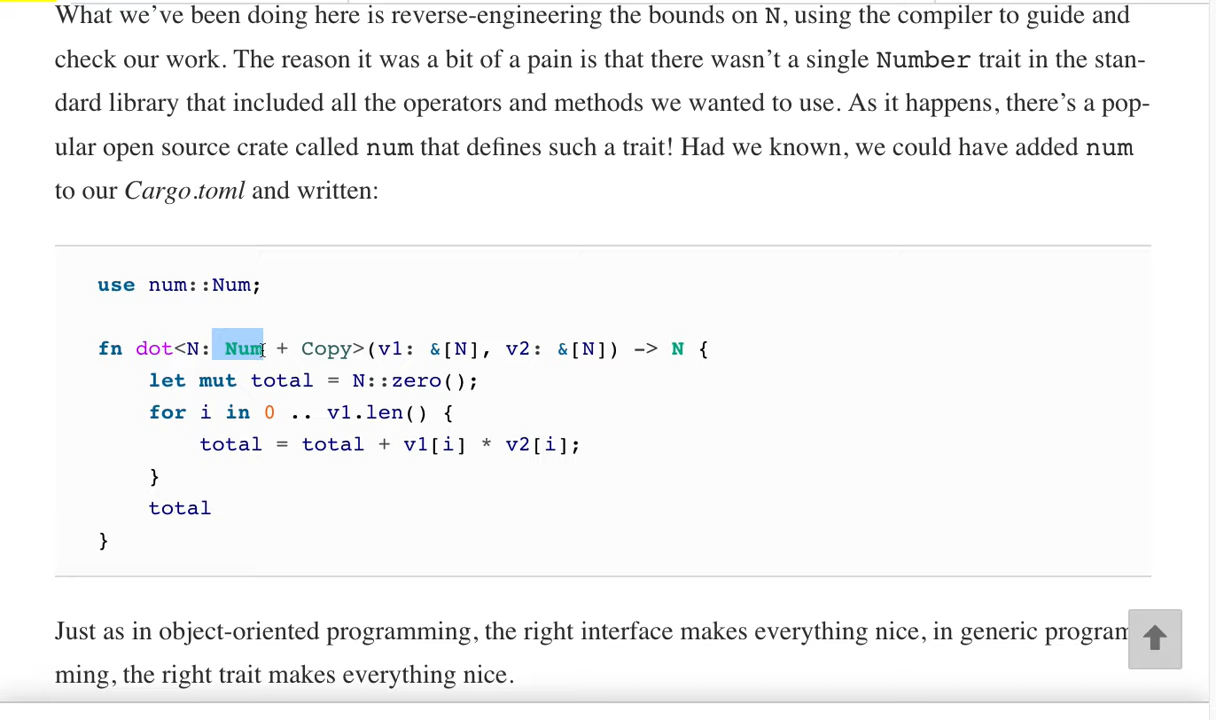 What we’ve been doing here is reverse-engineering the bounds on N, using the compiler to guide and
check our work. The reason it was a bit of a pain is that there wasn’t a single Number trait in the stan-
dard library that included all the operators and methods we wanted to use. As it happens, there’s a pop-
ular open source crate called num that defines such a trait! Had we known, we could have added num
to our Cargo.toml and written:
use num::Num;
fn dot<N: Num + Copy>(v1: &[N], v2: &[N]) -> N {
    let mut total = N::zero();
    for i in 0 .. v1.len() {
        total = total + v1[i] * v2[i];
    }
    total
}
Just as in object-oriented programming, the right interface makes everything nice, in generic program
ming, the right trait makes everything nice.